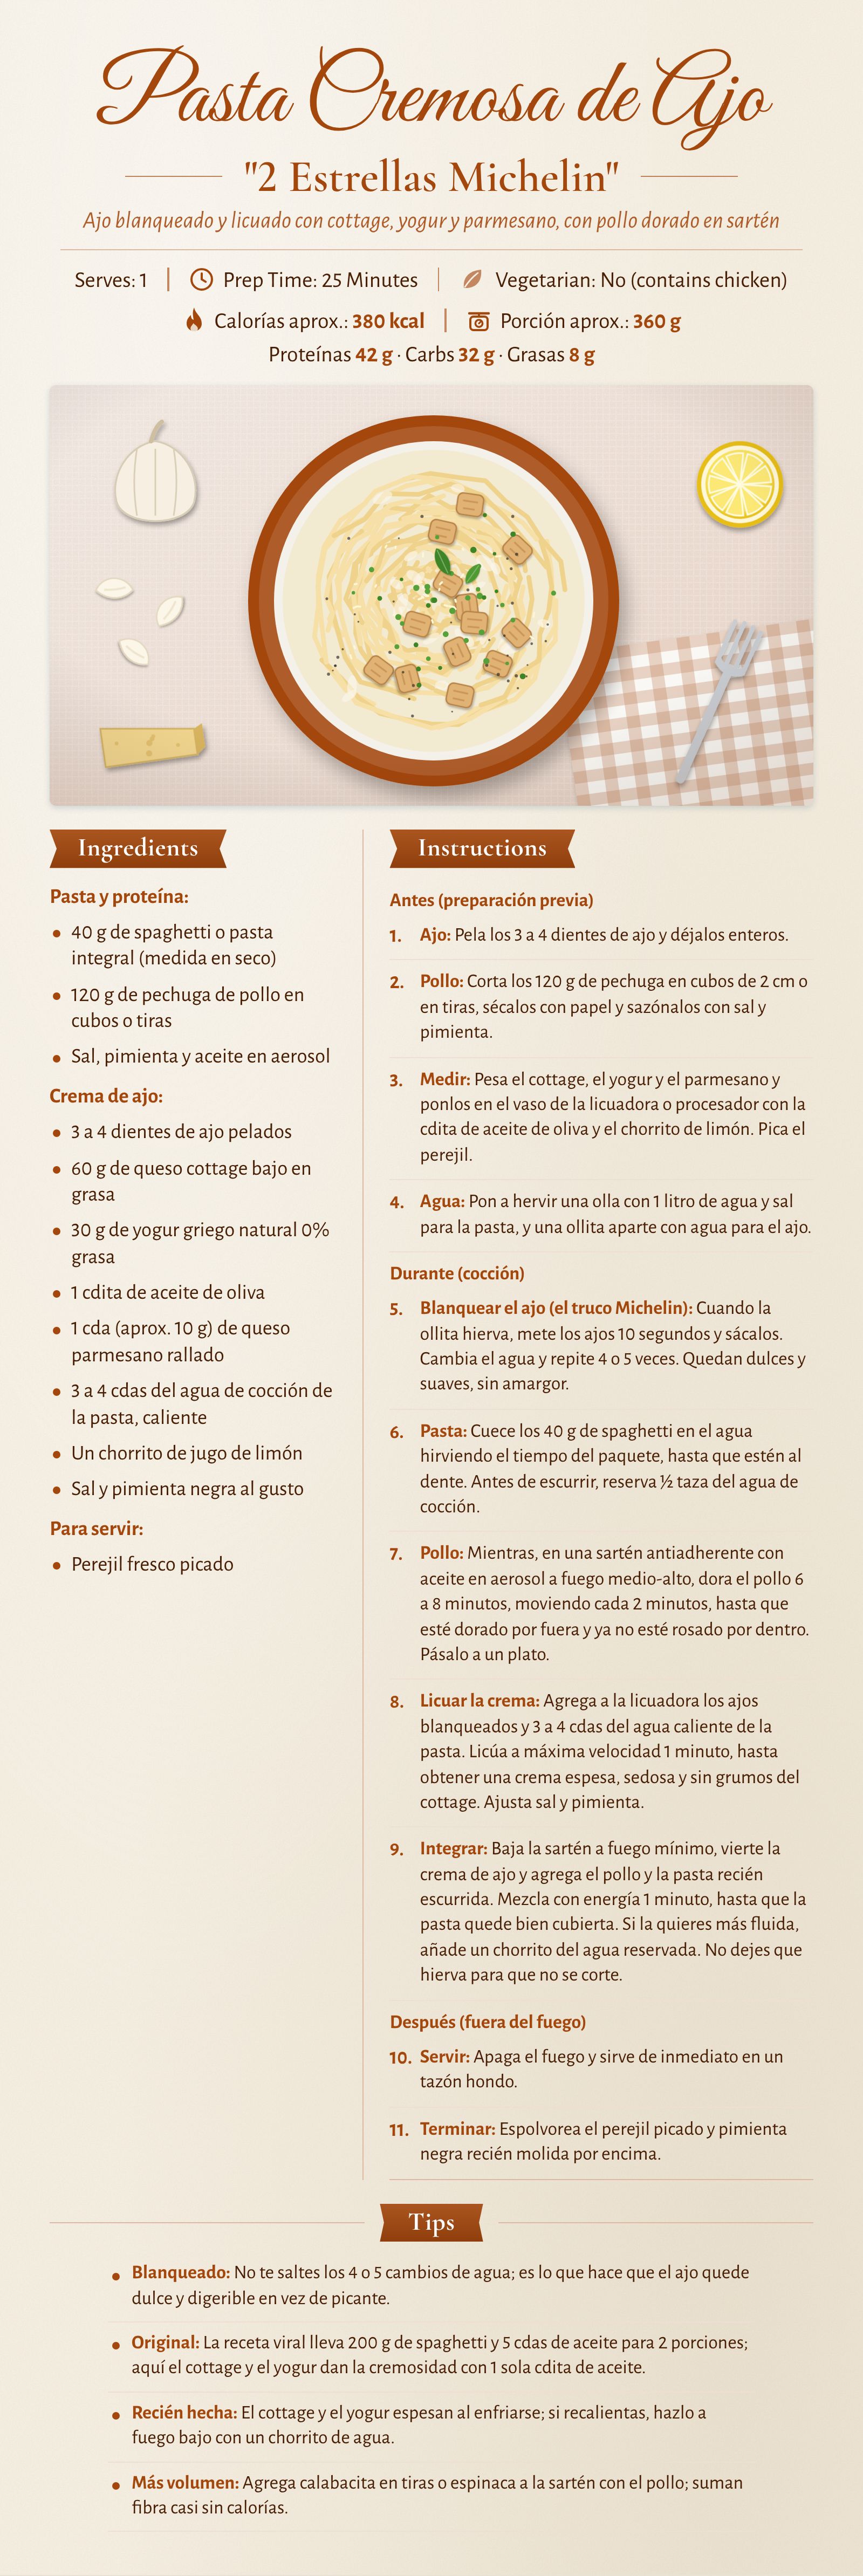 Pasta Cremosa de Ajo
"2 Estrellas Michelin"
Ajo blanqueado y licuado con cottage, yogur y parmesano, con pollo dorado en sartén
Serves: 1 | Prep Time: 25 Minutes | Vegetarian: No (contains chicken)
Calorías aprox.: 380 kcal | Porción aprox.: 360 g
Proteínas 42 g · Carbs 32 g · Grasas 8 g
Ingredients
Pasta y proteína:
• 40 g de spaghetti o pasta
integral (medida en seco)
• 120 g de pechuga de pollo en
cubos o tiras
• Sal, pimienta y aceite en aerosol
Crema de ajo:
• 3 a 4 dientes de ajo pelados
• 60 g de queso cottage bajo en
grasa
• 30 g de yogur griego natural 0%
grasa
• 1 cdita de aceite de oliva
• 1 cda (aprox. 10 g) de queso
parmesano rallado
• 3 a 4 cdas del agua de cocción de
la pasta, caliente
• Un chorrito de jugo de limón
• Sal y pimienta negra al gusto
Para servir:
• Perejil fresco picado
Instructions
Antes (preparación previa)
1. Ajo: Pela los 3 a 4 dientes de ajo y déjalos enteros.
2. Pollo: Corta los 120 g de pechuga en cubos de 2 cm o
en tiras, sécalos con papel y sazónalos con sal y
pimienta.
3. Medir: Pesa el cottage, el yogur y el parmesano y
ponlos en el vaso de la licuadora o procesador con la
cdita de aceite de oliva y el chorrito de limón. Pica el
perejil.
4. Agua: Pon a hervir una olla con 1 litro de agua y sal
para la pasta, y una ollita aparte con agua para el ajo.
Durante (cocción)
5. Blanquear el ajo (el truco Michelin): Cuando la
ollita hierva, mete los ajos 10 segundos y sácalos.
Cambia el agua y repite 4 o 5 veces. Quedan dulces y
suaves, sin amargor.
6. Pasta: Cuece los 40 g de spaghetti en el agua
hirviendo el tiempo del paquete, hasta que estén al
dente. Antes de escurrir, reserva ½ taza del agua de
cocción.
7. Pollo: Mientras, en una sartén antiadherente con
aceite en aerosol a fuego medio-alto, dora el pollo 6
a 8 minutos, moviendo cada 2 minutos, hasta que
esté dorado por fuera y ya no esté rosado por dentro.
Pásalo a un plato.
8. Licuar la crema: Agrega a la licuadora los ajos
blanqueados y 3 a 4 cdas del agua caliente de la
pasta. Licúa a máxima velocidad 1 minuto, hasta
obtener una crema espesa, sedosa y sin grumos del
cottage. Ajusta sal y pimienta.
9. Integrar: Baja la sartén a fuego mínimo, vierte la
crema de ajo y agrega el pollo y la pasta recién
escurrida. Mezcla con energía 1 minuto, hasta que la
pasta quede bien cubierta. Si la quieres más fluida,
añade un chorrito del agua reservada. No dejes que
hierva para que no se corte.
Después (fuera del fuego)
10. Servir: Apaga el fuego y sirve de inmediato en un
tazón hondo.
11. Terminar: Espolvorea el perejil picado y pimienta
negra recién molida por encima.
Tips
• Blanqueado: No te saltes los 4 o 5 cambios de agua; es lo que hace que el ajo quede
dulce y digerible en vez de picante.
• Original: La receta viral lleva 200 g de spaghetti y 5 cdas de aceite para 2 porciones;
aquí el cottage y el yogur dan la cremosidad con 1 sola cdita de aceite.
• Recién hecha: El cottage y el yogur espesan al enfriarse; si recalientas, hazlo a
fuego bajo con un chorrito de agua.
• Más volumen: Agrega calabacita en tiras o espinaca a la sartén con el pollo; suman
fibra casi sin calorías.